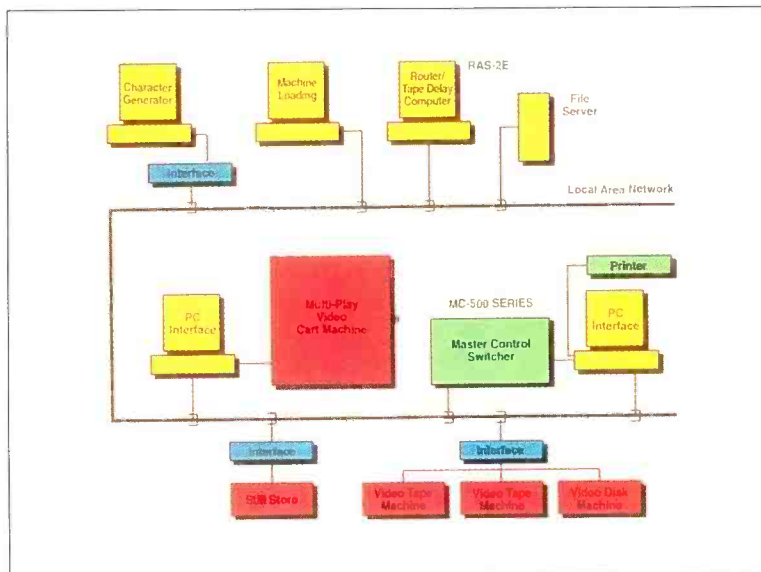 RAS-2E
Character
Generator
Machine
Loading
Router/
Tape Delay
Computer
File
Server
Interface
Local Area Network
Printer
PC
Interface
Multi-Play
Video
Cart Machine
MC-500 SERIES
Master Control
Switcher
PC
Interface
Interface
Interface
Still Store
Video Tape
Machine
Video Tape
Machine
Video Disk
Machine